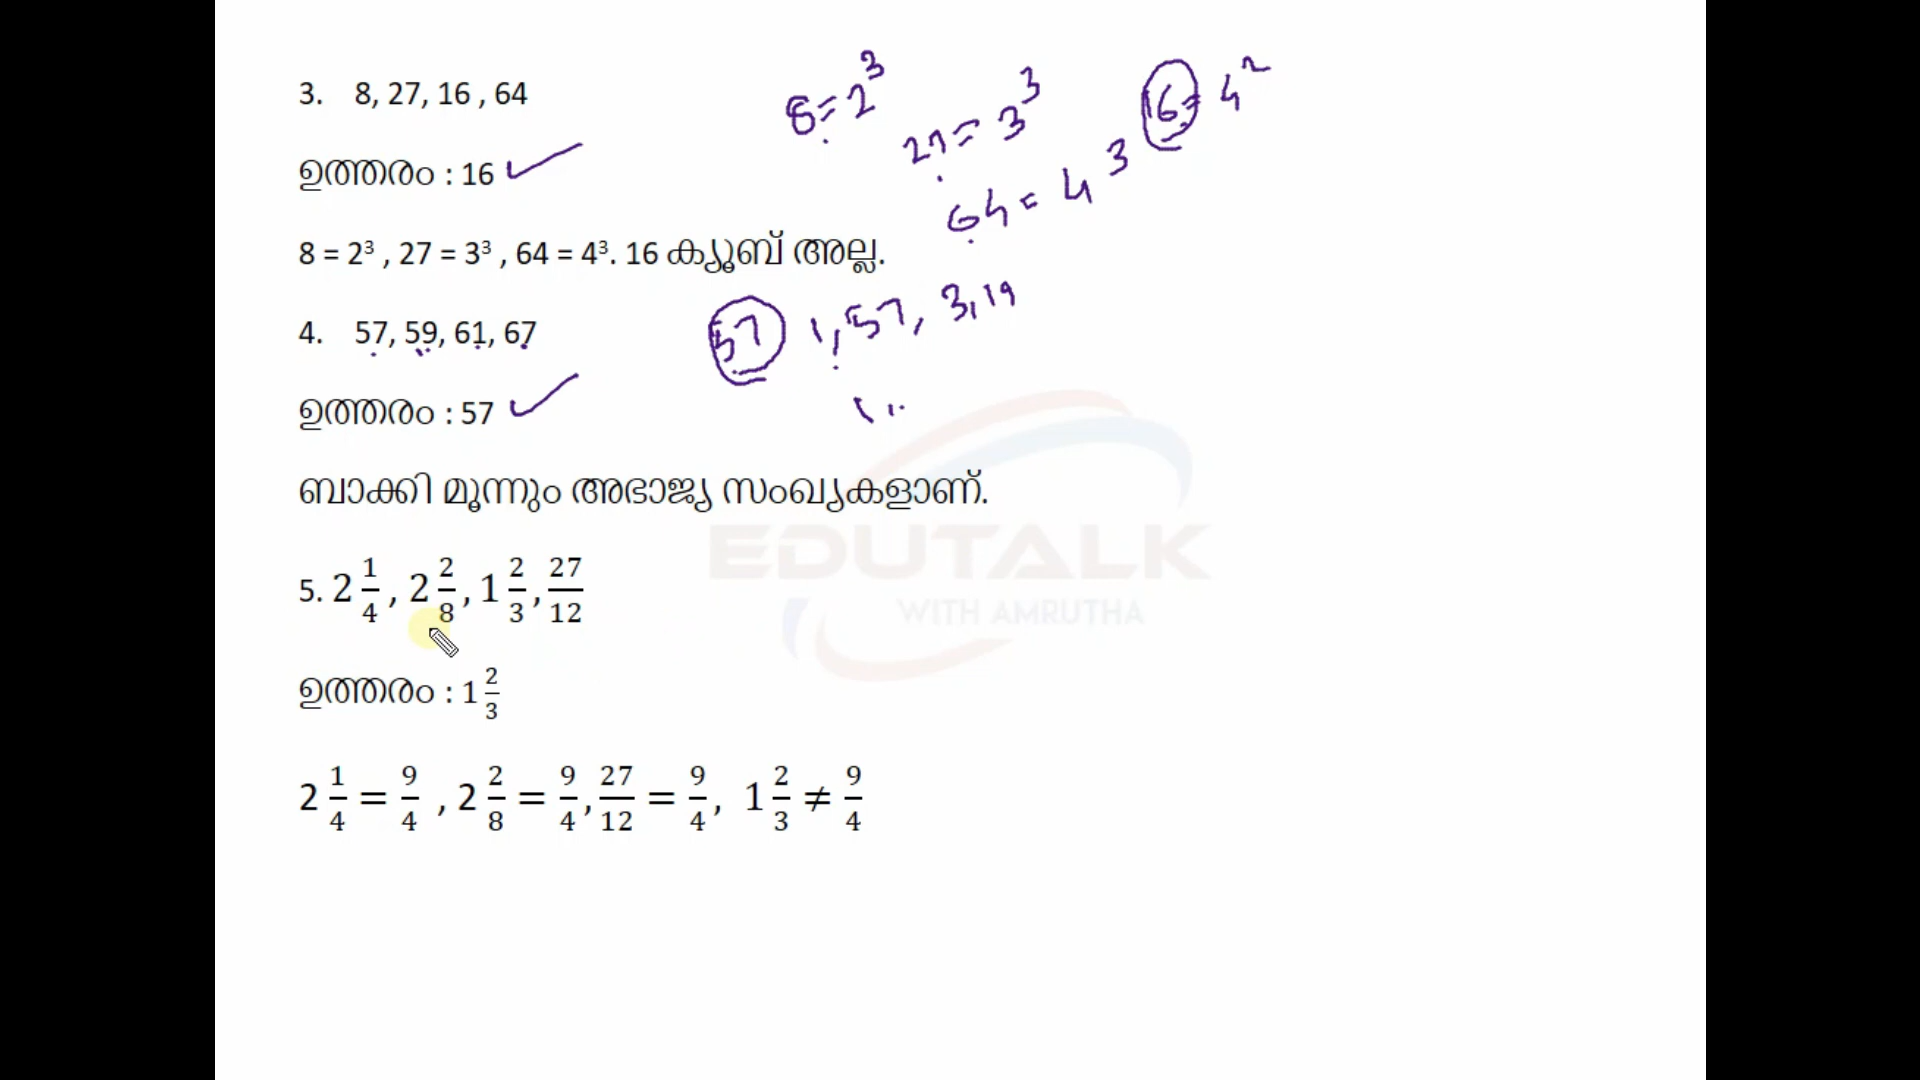 3. 8, 27, 16 , 64
8 = 2³
27 = 3³
16 = 4²
ഉത്തരം : 16
64 = 4³
8 = 2³ , 27 = 3³ , 64 = 4³. 16 ക്യൂബ് അല്ല.
4. 57, 59, 61, 67
57 1, 57, 3, 19
ഉത്തരം : 57
ബാക്കി മൂന്നും അഭാജ്യ സംഖ്യകളാണ്.
EDUTALK
WITH AMRUTHA
5. 2 1/4 , 2 2/8 , 1 2/3 , 27/12
ഉത്തരം : 1 2/3
2 1/4 = 9/4 , 2 2/8 = 9/4 , 27/12 = 9/4 , 1 2/3 ≠ 9/4